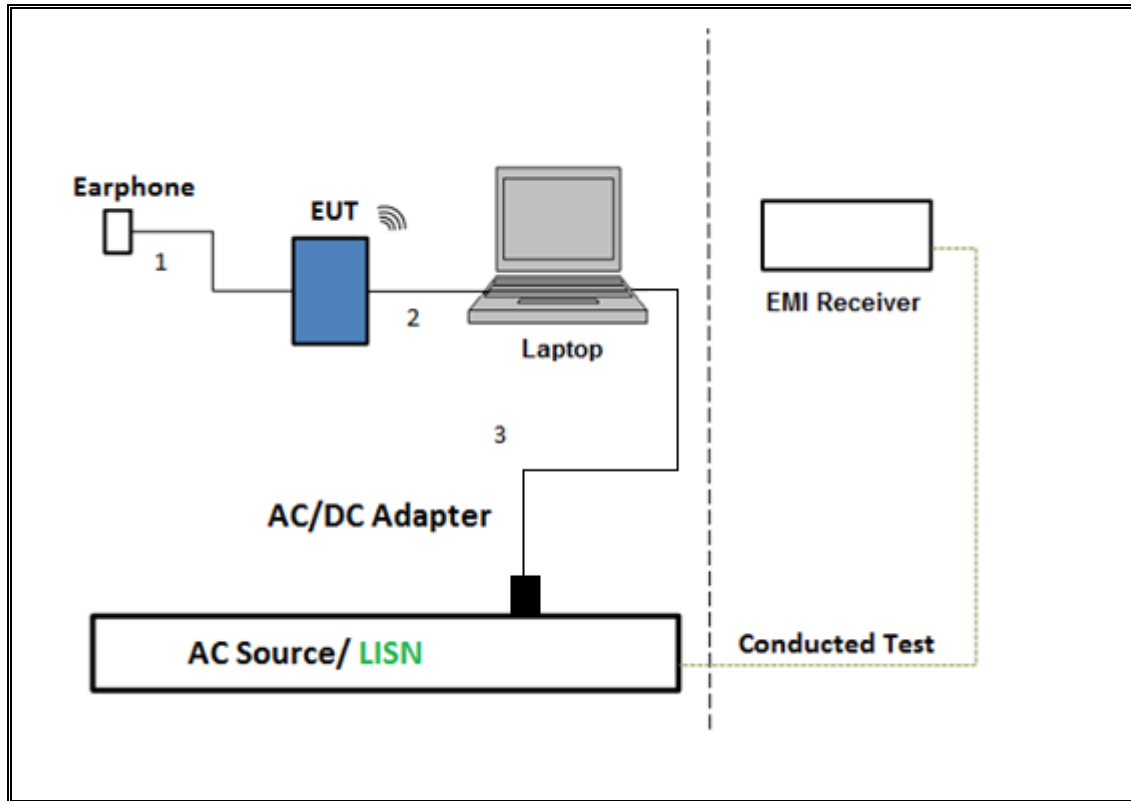 Earphone
1
EUT
2
Laptop
EMI Receiver
3
AC/DC Adapter
AC Source/ LISN
Conducted Test